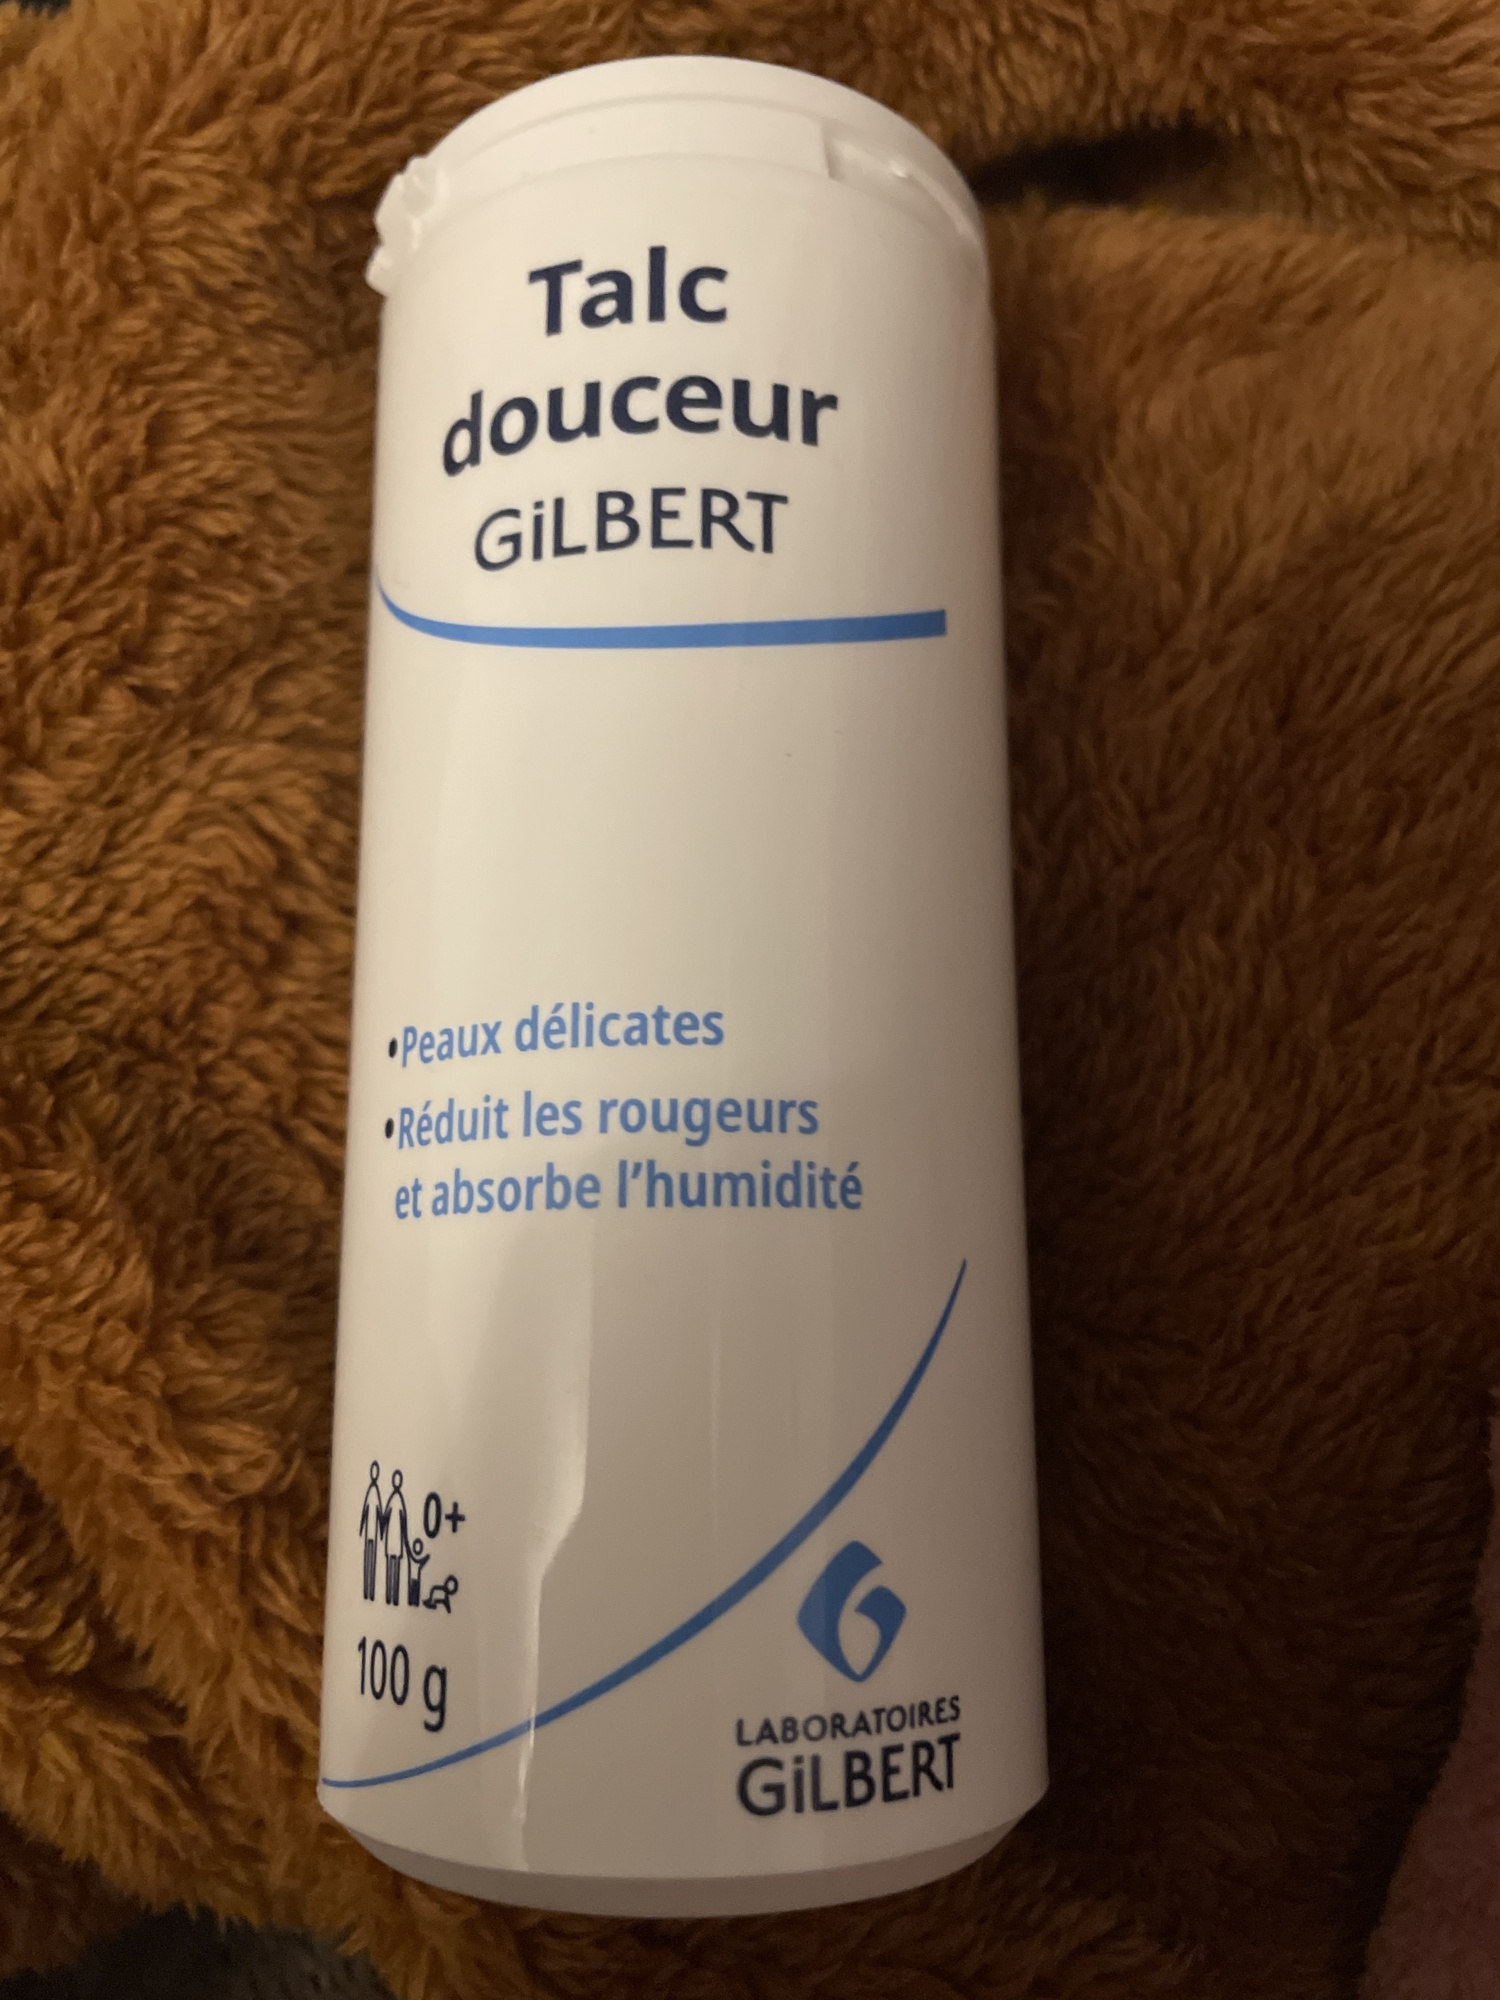 Talc
douceur
GiLBERT
•Peaux délicates
•Réduit les rougeurs
et absorbe l'humidité
0+
100 g
LABORATOIRES
GiLBERT